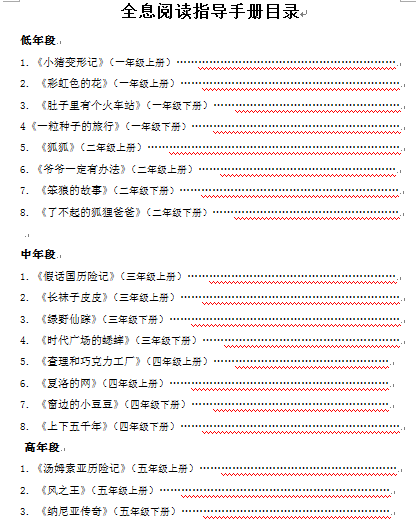 全息阅读指导手册目录
低年段
1. 《小猪变形记》（一年级上册）
2. 《彩虹色的花》（一年级上册）
3. 《肚子里有个火车站》（一年级下册）
4《一粒种子的旅行》（一年级下册）
5. 《狐狐》（二年级上册）
6. 《爷爷一定有办法》（二年级上册）
7. 《笨狼的故事》（二年级下册）
8. 《了不起的狐狸爸爸》（二年级下册）
中年段
1. 《假话国历险记》（三年级上册）
2. 《长袜子皮皮》（三年级上册）
3. 《绿野仙踪》（三年级下册）
4. 《时代广场的蟋蟀》（三年级下册）
5. 《查理和巧克力工厂》（四年级上册）
6. 《夏洛的网》（四年级上册）
7. 《窗边的小豆豆》（四年级下册）
8. 《上下五千年》（四年级下册）
高年段
1. 《汤姆索亚历险记》（五年级上册）
2. 《风之王》（五年级上册）
3. 《纳尼亚传奇》（五年级下册）